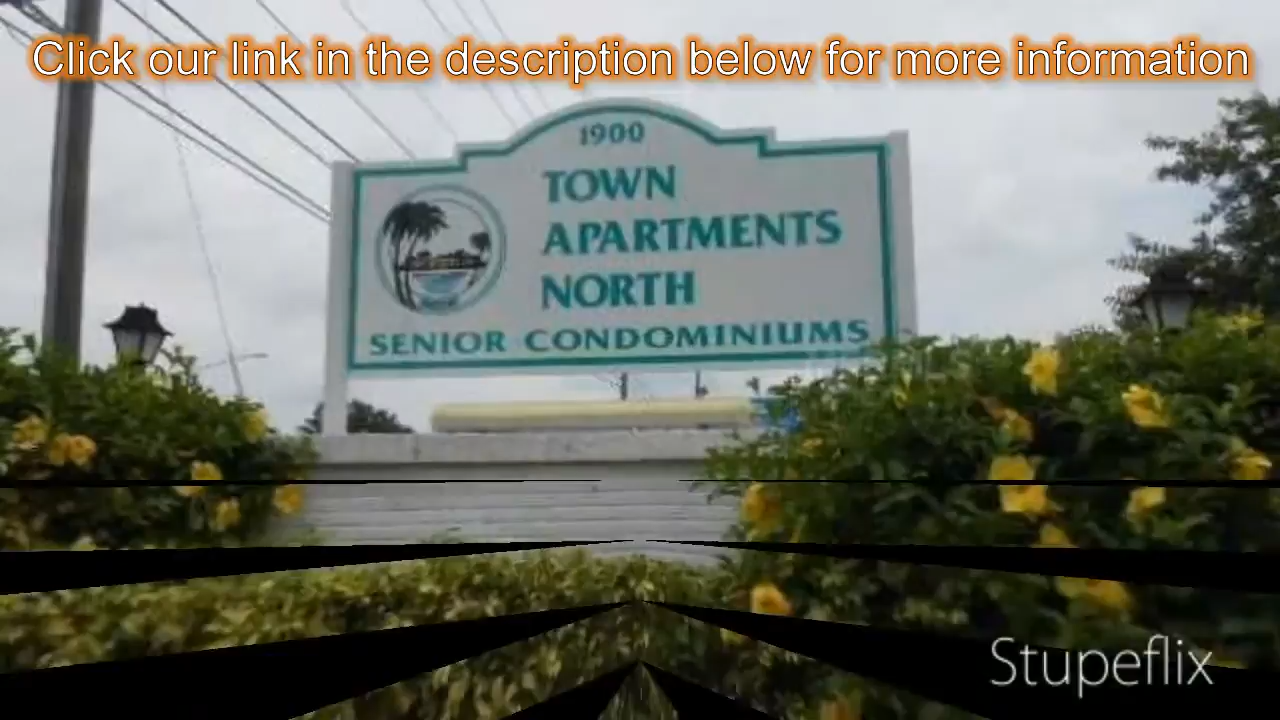 Click our link in the description below for more information
1900
TOWN
APARTMENTS
NORTH
SENIOR CONDOMINIUMS
Stupeflix